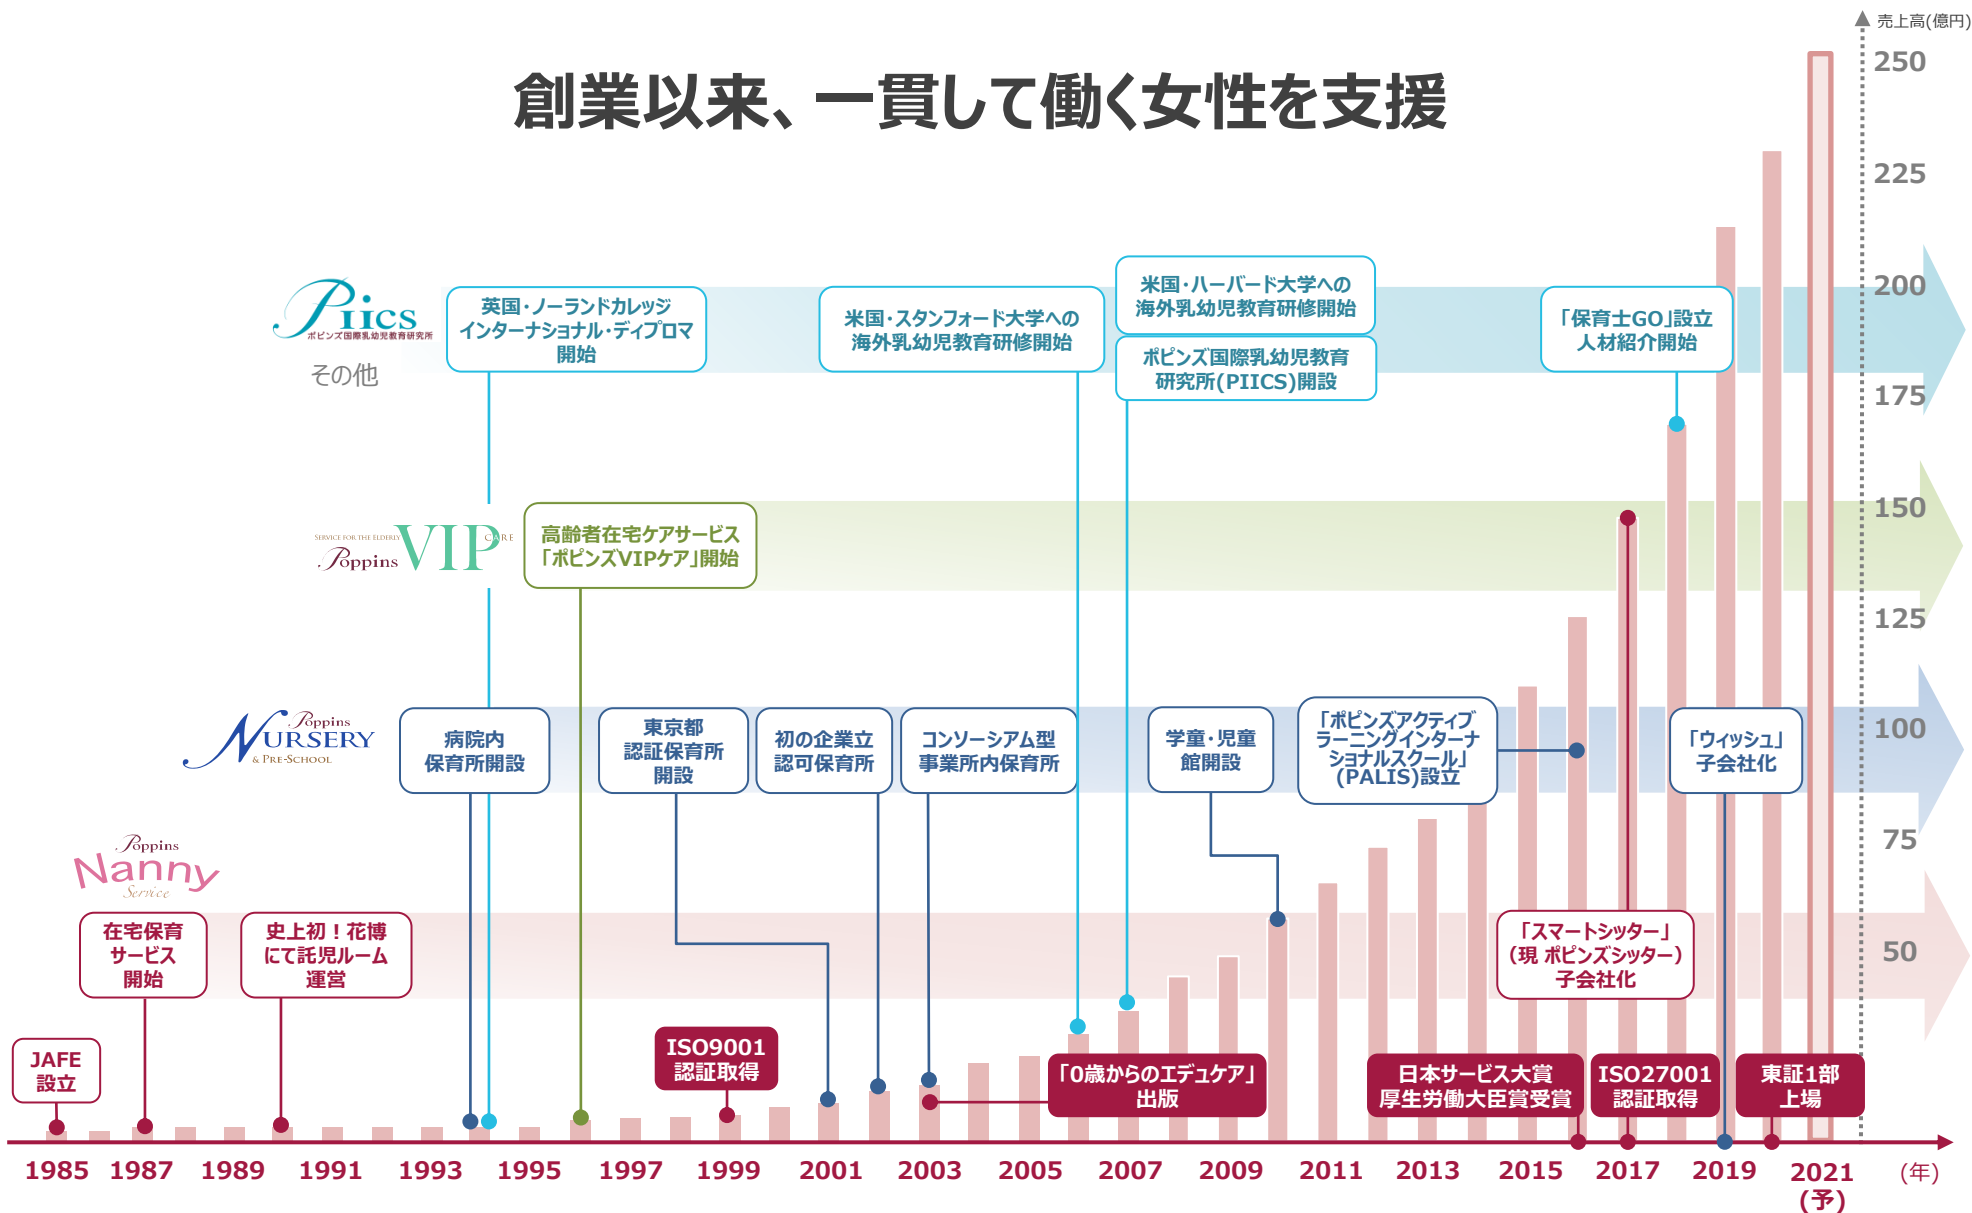 売上高(億円)
創業以来、一貫して働く女性を支援
250
225
200
175
150
125
100
75
50
Piics
ポピンズ国際乳幼児教育研究所
その他
英国・ノーランドカレッジ
インターナショナル・ディプロマ
開始
米国・スタンフォード大学への
海外乳幼児教育研修開始
米国・ハーバード大学への
海外乳幼児教育研修開始
ポピンズ国際乳幼児教育
研究所(PIICS)開設
「保育士GO」設立
人材紹介開始
SERVICE FOR THE ELDERLY
Poppins VIP CARE
高齢者在宅ケアサービス
「ポピンズVIPケア」開始
Poppins
NURSERY
& PRE-SCHOOL
病院内
保育所開設
東京都
認証保育所
開設
初の企業立
認可保育所
コンソーシアム型
事業所内保育所
学童・児童
館開設
「ポピンズアクティブ
ラーニングインターナ
ショナルスクール」
(PALIS)設立
「ウィッシュ」
子会社化
Poppins
Nanny
Service
在宅保育
サービス
開始
史上初！花博
にて託児ルーム
運営
「スマートシッター」
(現 ポピンズシッター)
子会社化
JAFE
設立
ISO9001
認証取得
「0歳からのエデュケア」
出版
日本サービス大賞
厚生労働大臣賞受賞
ISO27001
認証取得
東証1部
上場
1985 1987 1989 1991 1993 1995 1997 1999 2001 2003 2005 2007 2009 2011 2013 2015 2017 2019 2021 (年)
(予)